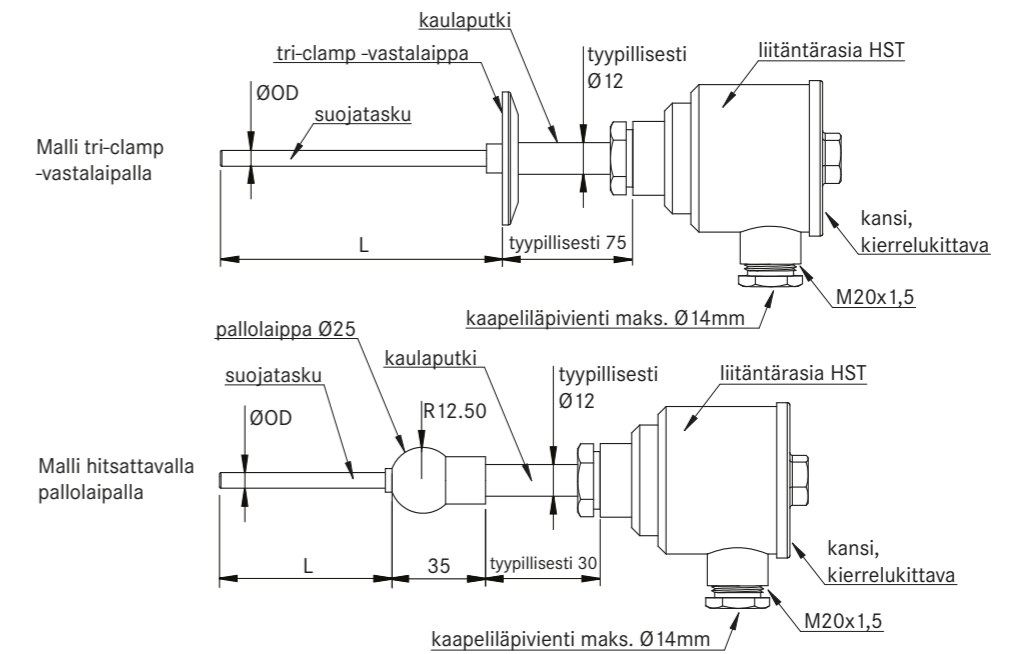 kaulaputki
tri-clamp -vastalaippa
tyypillisesti
Ø12
liitäntärasia HST
ØOD
suojatasku
Malli tri-clamp
-vastalaipalla
L
tyypillisesti 75
kansi,
kierrelukittava
M20x1,5
kaapeliläpivienti maks. Ø14mm
pallolaippa Ø25
kaulaputki
suojatasku
tyypillisesti
Ø12
liitäntärasia HST
ØOD
R12.50
Malli hitsattavalla
pallolaipalla
L
35
tyypillisesti 30
kansi,
kierrelukittava
M20x1,5
kaapeliläpivienti maks. Ø14mm